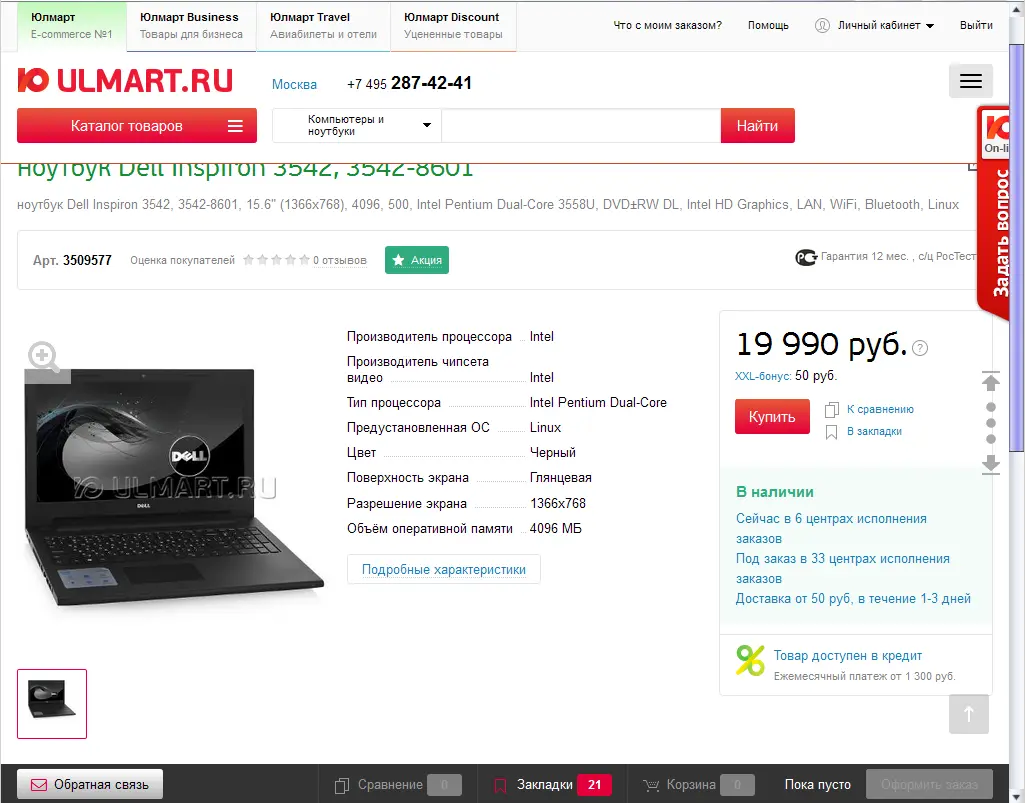 Юлмарт
E-commerce №1
Юлмарт Business
Товары для бизнеса
Юлмарт Travel
Авиабилеты и отели
Юлмарт Discount
Уцененные товары
Что с моим заказом?
Помощь
Личный кабинет
Выйти
Ю ULMART.RU
Москва
+7 495 287-42-41
Каталог товаров
Компьютеры и
ноутбуки
Найти
On-li
Задать вопрос
Ноутбук Dell Inspiron 3542, 3542-8601
ноутбук Dell Inspiron 3542, 3542-8601, 15.6" (1366x768), 4096, 500, Intel Pentium Dual-Core 3558U, DVD±RW DL, Intel HD Graphics, LAN, WiFi, Bluetooth, Linux
Арт. 3509577
Оценка покупателей
0 отзывов
Акция
Гарантия 12 мес. , с/ц РосТест
Производитель процессора Intel
Производитель чипсета
видео Intel
Тип процессора Intel Pentium Dual-Core
Предустановленная ОС Linux
Цвет Черный
Поверхность экрана Глянцевая
Разрешение экрана 1366x768
Объём оперативной памяти 4096 МБ
Подробные характеристики
DELL
Ю ULMART.RU
DELL
19 990 руб. ?
XXL-бонус: 50 руб.
Купить
К сравнению
В закладки
В наличии
Сейчас в 6 центрах исполнения
заказов
Под заказ в 33 центрах исполнения
заказов
Доставка от 50 руб, в течение 1-3 дней
Товар доступен в кредит
Ежемесячный платеж от 1 300 руб.
Обратная связь
Сравнение 0
Закладки 21
Корзина 0
Пока пусто
Оформить заказ